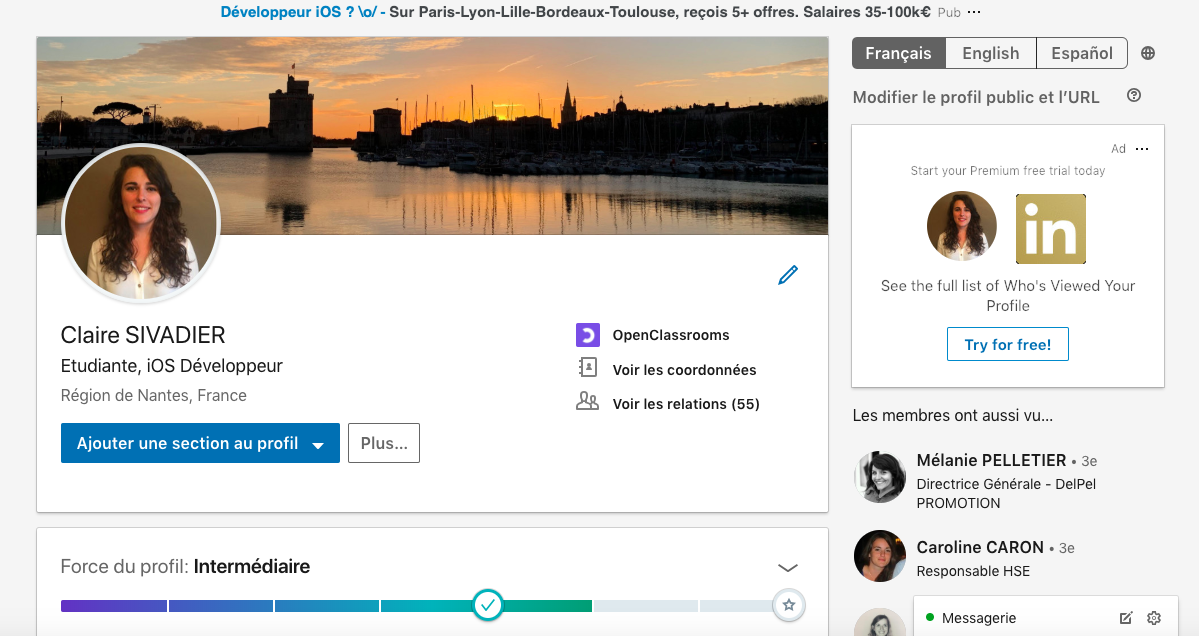 Développeur iOS ? \o/ - Sur Paris-Lyon-Lille-Bordeaux-Toulouse, reçois 5+ offres. Salaires 35-100k€ Pub ...
Français English Español
Modifier le profil public et l'URL
Ad ...
Start your Premium free trial today
in
See the full list of Who's Viewed Your
Profile
Try for free!
Claire SIVADIER
Etudiante, iOS Développeur
Région de Nantes, France
Ajouter une section au profil
Plus...
OpenClassrooms
Voir les coordonnées
Voir les relations (55)
Les membres ont aussi vu...
Mélanie PELLETIER • 3e
Directrice Générale - DelPel
PROMOTION
Caroline CARON • 3e
Responsable HSE
Force du profil: Intermédiaire
Messagerie